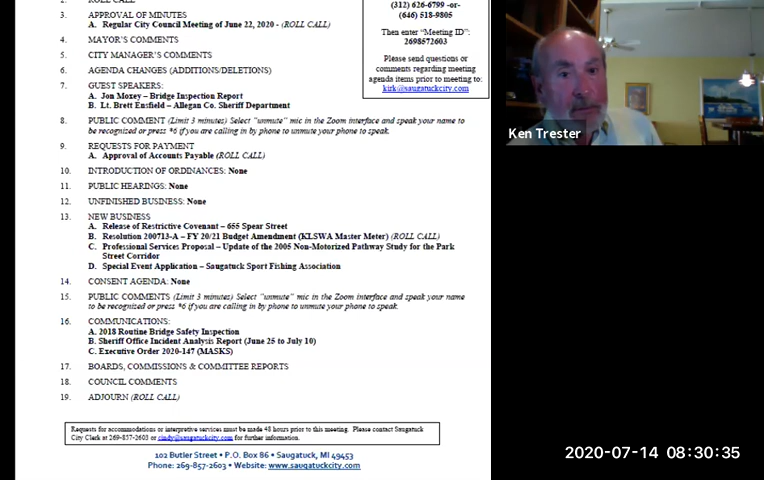 (312) 626-6799 -or-
(646) 518-9805
Then enter "Meeting ID":
2698572603
Please send questions or
comments regarding meeting
agenda items prior to meeting to:
kirk@saugatuckcity.com
3. APPROVAL OF MINUTES
A. Regular City Council Meeting of June 22, 2020 - (ROLL CALL)
4. MAYOR'S COMMENTS
5. CITY MANAGER'S COMMENTS
6. AGENDA CHANGES (ADDITIONS/DELETIONS)
7. GUEST SPEAKERS:
A. Jon Moxey – Bridge Inspection Report
B. Lt. Brett Ensfield – Allegan Co. Sheriff Department
8. PUBLIC COMMENT (Limit 3 minutes) Select "unmute" mic in the Zoom interface and speak your name to
be recognized or press *6 if you are calling in by phone to unmute your phone to speak.
9. REQUESTS FOR PAYMENT
A. Approval of Accounts Payable (ROLL CALL)
10. INTRODUCTION OF ORDINANCES: None
11. PUBLIC HEARINGS: None
12. UNFINISHED BUSINESS: None
13. NEW BUSINESS
A. Release of Restrictive Covenant – 655 Spear Street
B. Resolution 200713-A – FY 20/21 Budget Amendment (KLSWA Master Meter) (ROLL CALL)
C. Professional Services Proposal – Update of the 2005 Non-Motorized Pathway Study for the Park
Street Corridor
D. Special Event Application – Saugatuck Sport Fishing Association
14. CONSENT AGENDA: None
15. PUBLIC COMMENTS (Limit 3 minutes) Select "unmute" mic in the Zoom interface and speak your name
to be recognized or press *6 if you are calling in by phone to unmute your phone to speak.
16. COMMUNICATIONS:
A. 2018 Routine Bridge Safety Inspection
B. Sheriff Office Incident Analysis Report (June 25 to July 10)
C. Executive Order 2020-147 (MASKS)
17. BOARDS, COMMISSIONS & COMMITTEE REPORTS
18. COUNCIL COMMENTS
19. ADJOURN (ROLL CALL)
Requests for accommodations or interpretive services must be made 48 hours prior to this meeting. Please contact Saugatuck
City Clerk at 269-857-2603 or cindy@saugatuckcity.com for further information.
102 Butler Street • P.O. Box 86 • Saugatuck, MI 49453
Phone: 269-857-2603 • Website: www.saugatuckcity.com
Ken Trester
2020-07-14 08:30:35